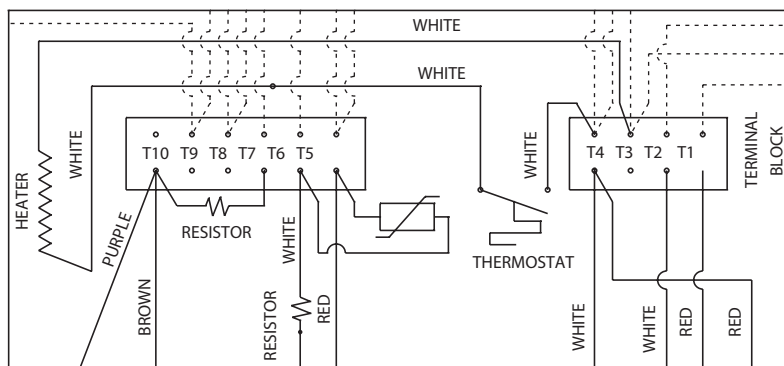 WHITE
WHITE
TERMINAL
BLOCK
T10 T9 T8 T7 T6 T5
T4 T3 T2 T1
WHITE
WHITE
HEATER
RESISTOR
THERMOSTAT
PURPLE
WHITE
BROWN
RESISTOR
RED
WHITE
WHITE
RED
RED